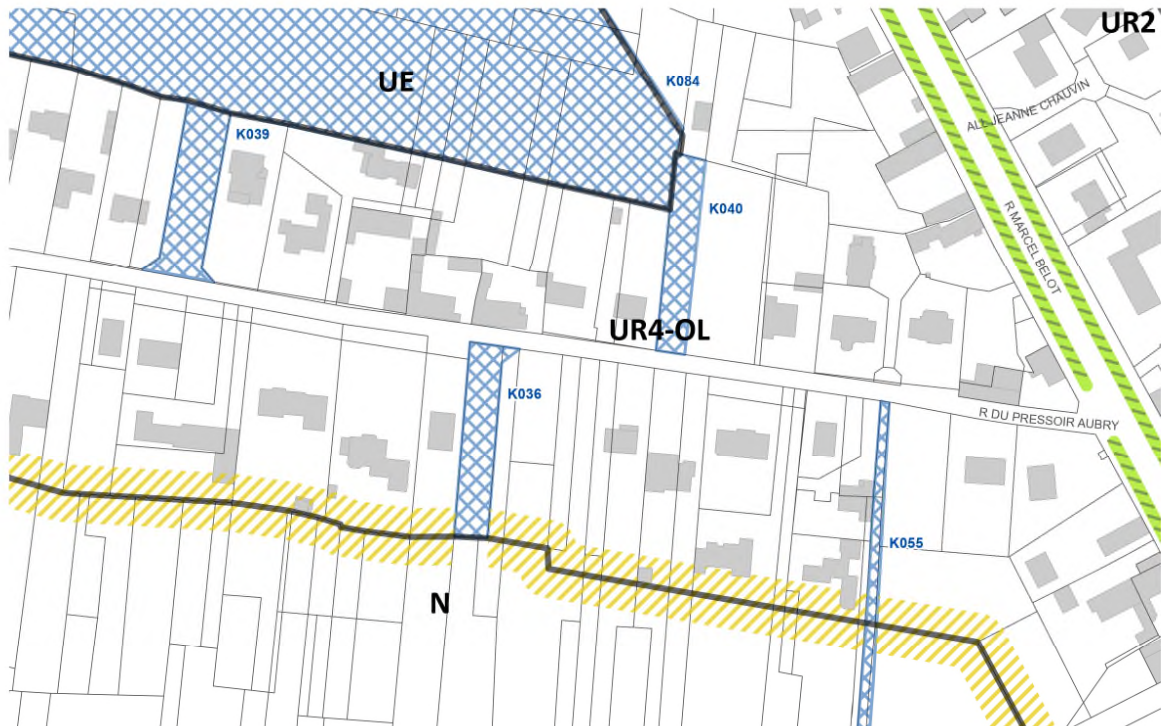 UR2
UE
K084
ALL JEANNE CHAUVIN
K039
K040
R MARCEL BELOT
UR4-OL
K036
R DU PRESSOIR AUBRY
K055
N